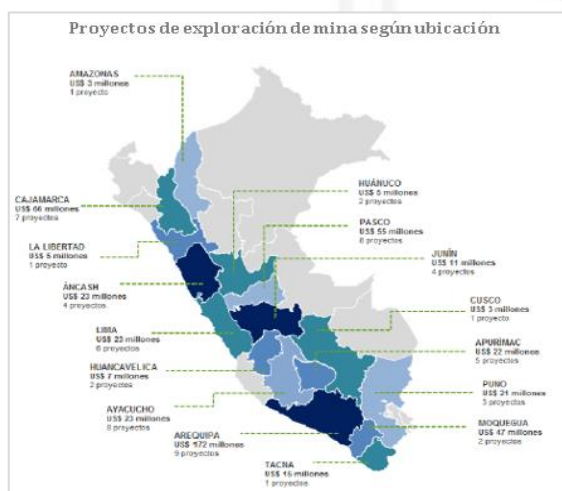 Proyectos de exploración de mina según ubicación
AMAZONAS
US$ 3 millones
1 proyecto
CAJAMARCA
US$ 66 millones
7 proyectos
LA LIBERTAD
US$ 5 millones
1 proyecto
ÁNCASH
US$ 23 millones
4 proyectos
LIMA
US$ 23 millones
6 proyectos
HUANCAVELICA
US$ 7 millones
2 proyectos
AYACUCHO
US$ 23 millones
8 proyectos
AREQUIPA
US$ 172 millones
9 proyectos
TACNA
US$ 15 millones
1 proyectos
HUÁNUCO
US$ 5 millones
2 proyectos
PASCO
US$ 55 millones
6 proyectos
JUNÍN
US$ 11 millones
4 proyectos
CUSCO
US$ 3 millones
1 proyecto
APURÍMAC
US$ 22 millones
5 proyectos
PUNO
US$ 21 millones
3 proyectos
MOQUEGUA
US$ 47 millones
2 proyectos